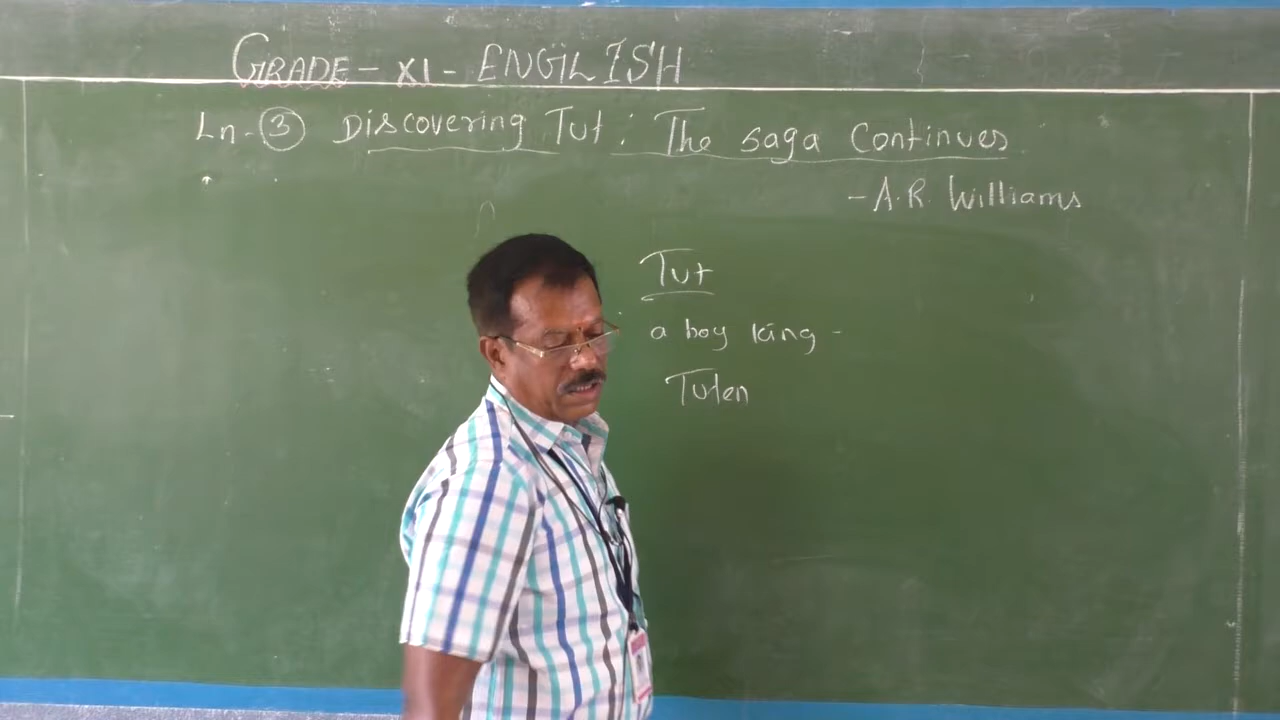 GRADE - XI - ENGLISH
Ln. 3 Discovering Tut : The saga Continues
- A.R. Williams
Tut
a boy king -
Tuten